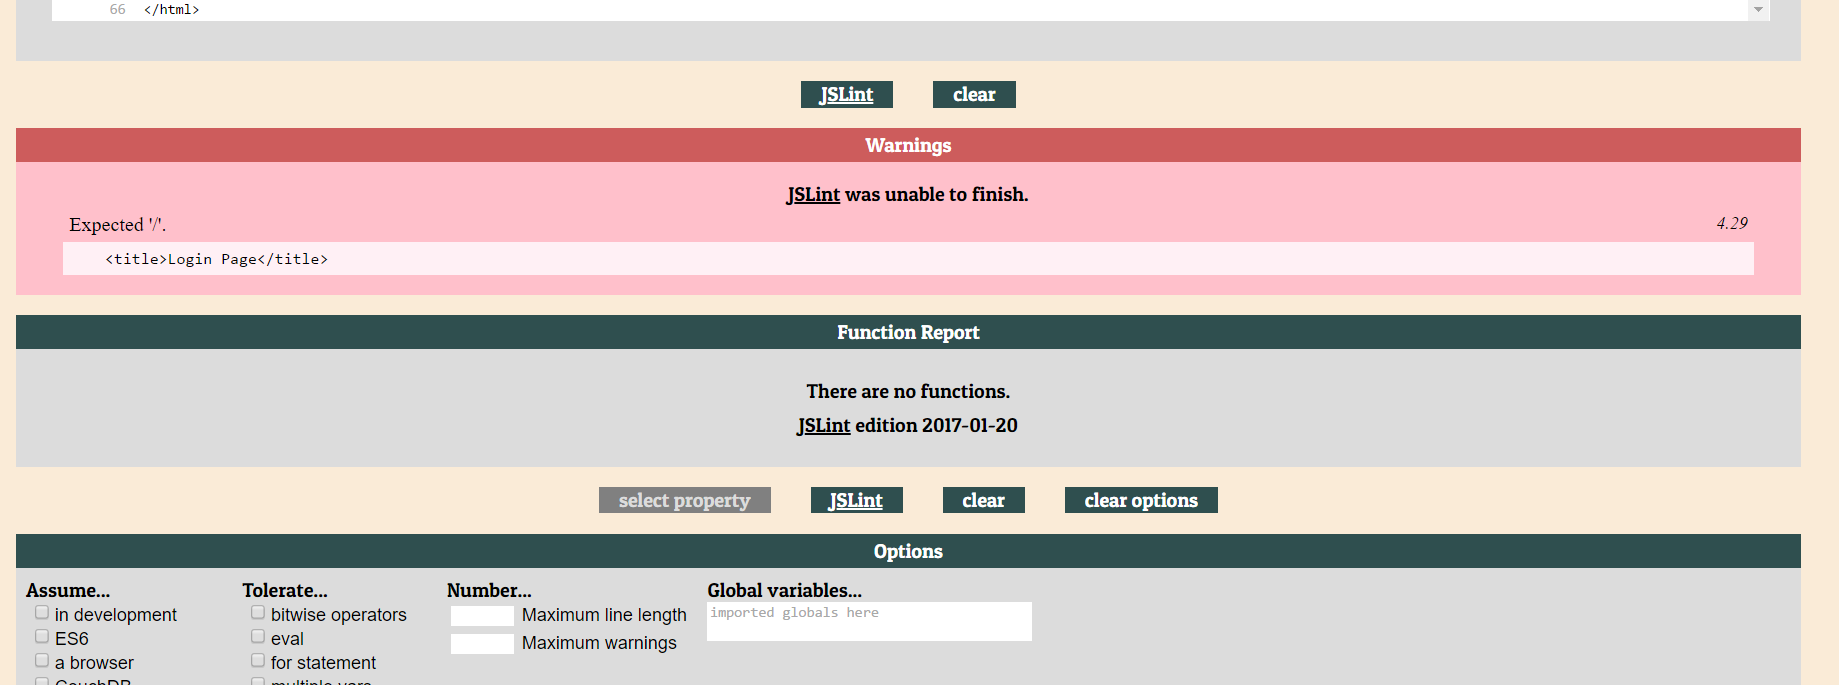 66 </html>
JSLint clear
Warnings
JSLint was unable to finish.
Expected '/'. 4.29
<title>Login Page</title>
Function Report
There are no functions.
JSLint edition 2017-01-20
select property JSLint clear clear options
Options
Assume... Tolerate... Number... Global variables...
in development bitwise operators Maximum line length imported globals here
ES6 eval Maximum warnings
a browser for statement
CouchDB multiple vars